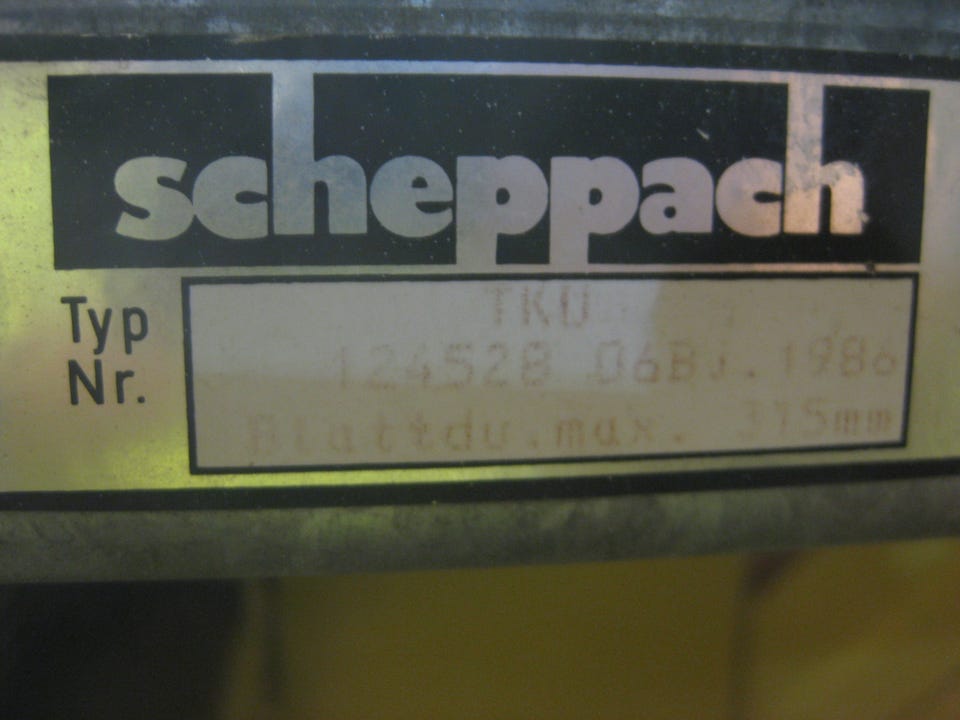 scheppach
Typ TKU
Nr. 124528 06BJ.1986
Blattdu.max. 315mm